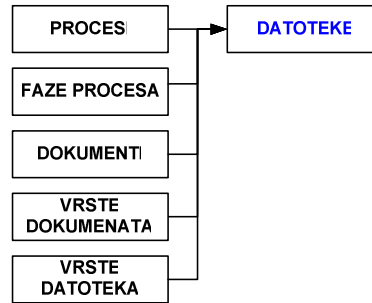 PROCESI
DATOTEKE
FAZE PROCESA
DOKUMENTI
VRSTE
DOKUMENATA
VRSTE
DATOTEKA